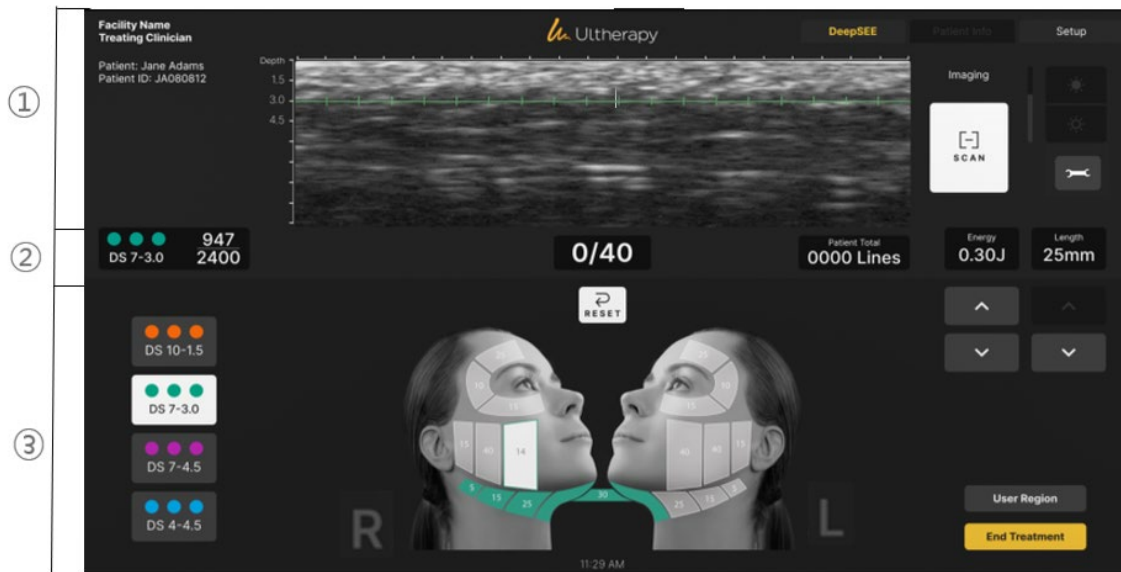 ①
Facility Name
Treating Clinician
Patient: Jane Adams
Patient ID: JA080812
Ultherapy
DeepSEE
Patient Info
Setup
Depth
1.5
3.0
4.5
Imaging
SCAN
②
DS 7-3.0
947
2400
0/40
Patient Total
0000 Lines
Energy
0.30J
Length
25mm
③
RESET
DS 10-1.5
DS 7-3.0
DS 7-4.5
DS 4-4.5
25
10
15
15
40
14
5
15
25
30
25
10
15
40
40
15
25
15
R
L
User Region
End Treatment
11:29 AM